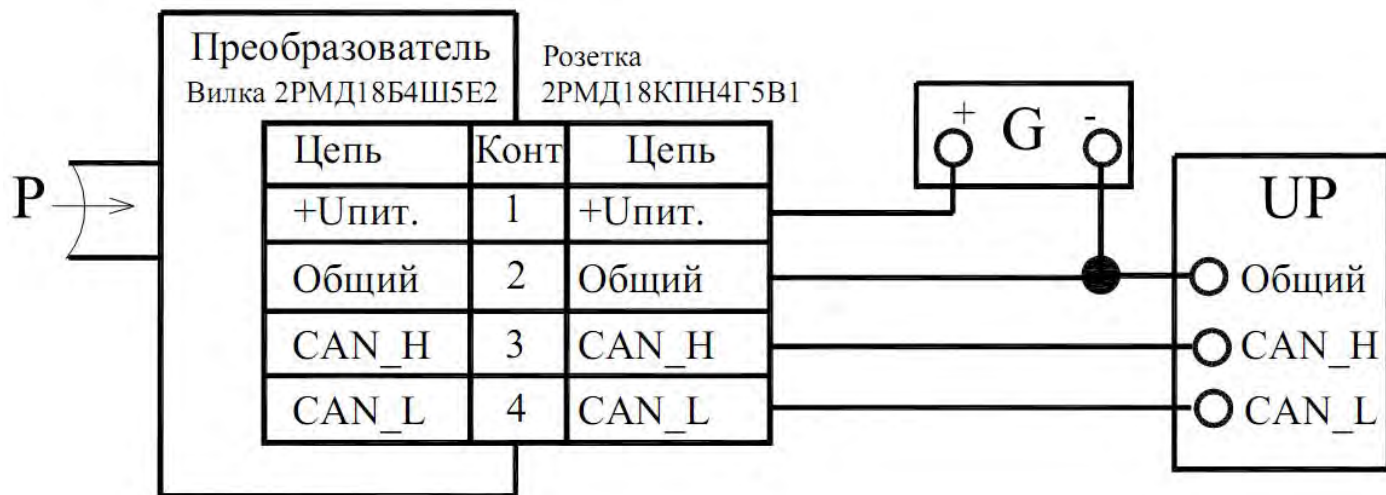 Преобразователь
Вилка 2РМД18Б4Ш5Е2
Розетка
2РМД18КПН4Г5В1
Цепь Конт Цепь
+Uпит. 1 +Uпит.
Общий 2 Общий
CAN_H 3 CAN_H
CAN_L 4 CAN_L
P
+ G -
UP
Общий
CAN_H
CAN_L